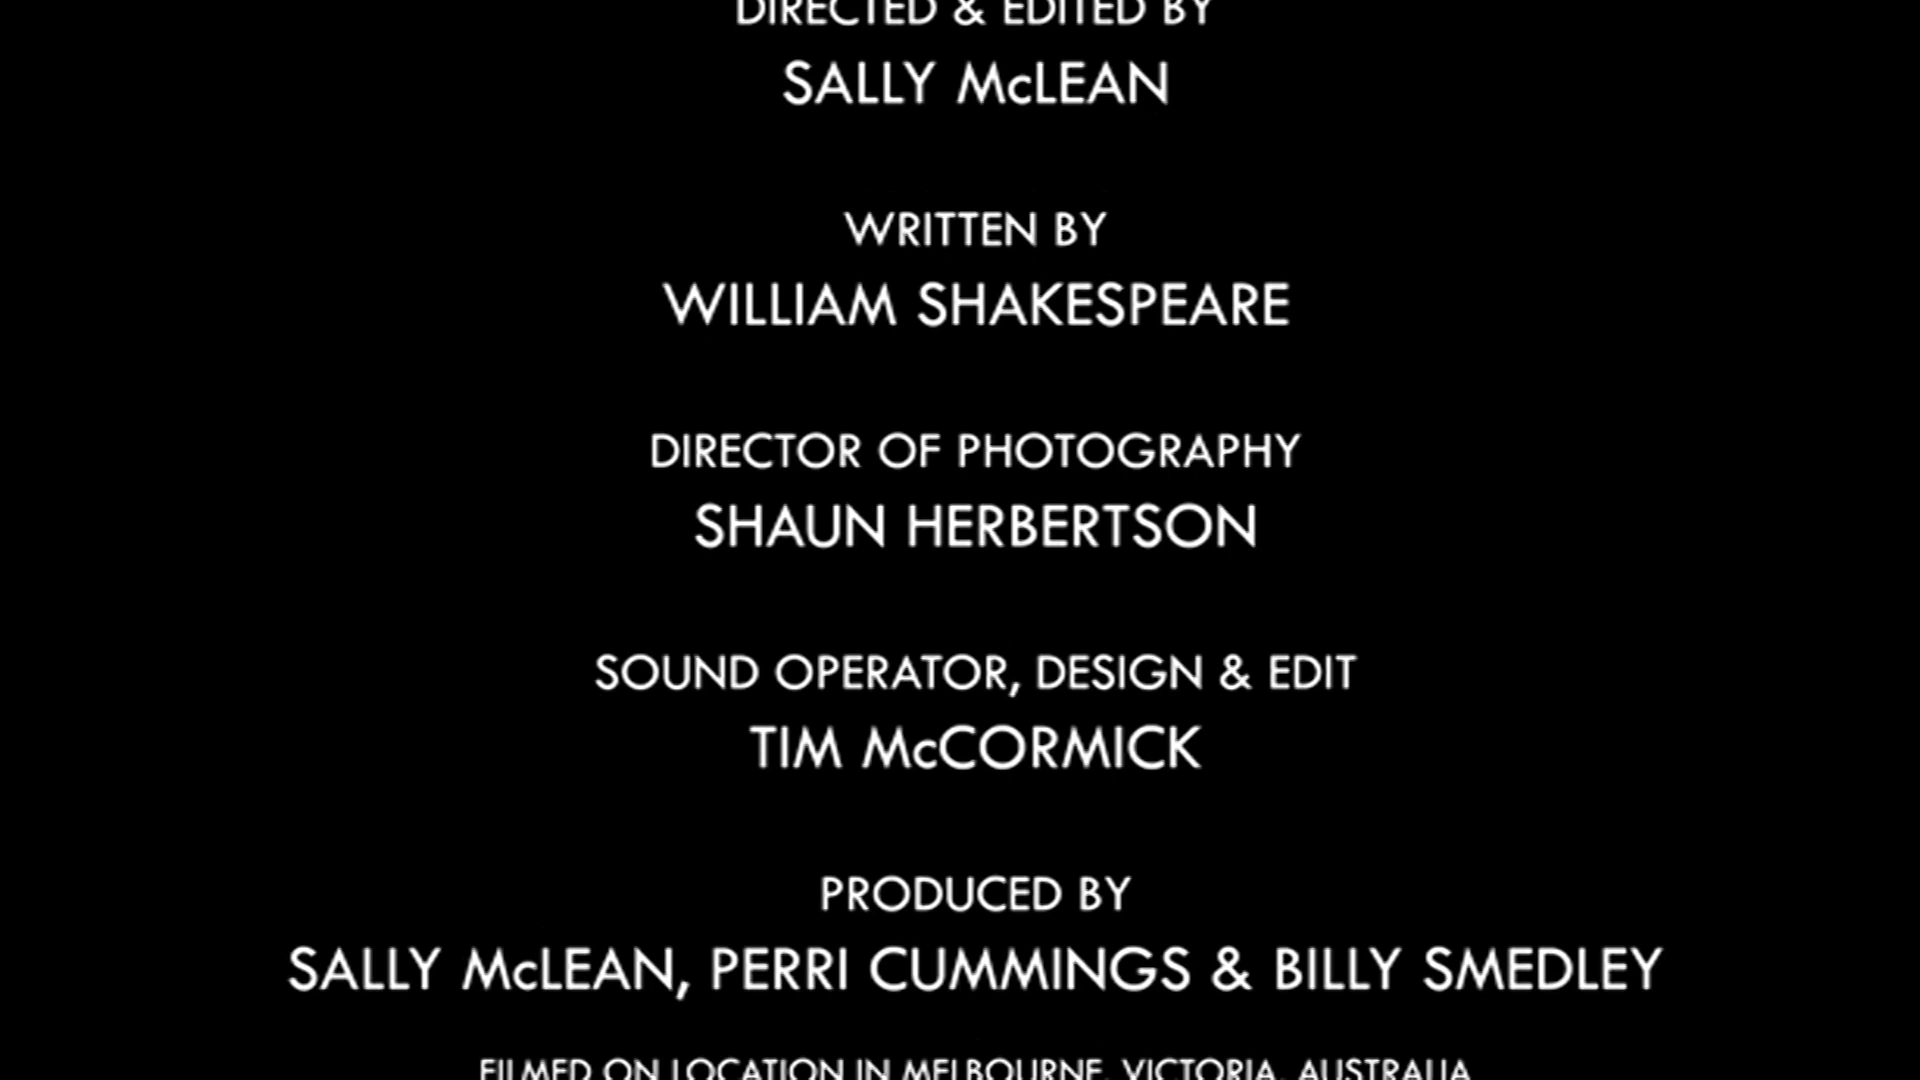 DIRECTED & EDITED BY
SALLY McLEAN
WRITTEN BY
WILLIAM SHAKESPEARE
DIRECTOR OF PHOTOGRAPHY
SHAUN HERBERTSON
SOUND OPERATOR, DESIGN & EDIT
TIM McCORMICK
PRODUCED BY
SALLY McLEAN, PERRI CUMMINGS & BILLY SMEDLEY
FILMED ON LOCATION IN MELBOURNE, VICTORIA, AUSTRALIA